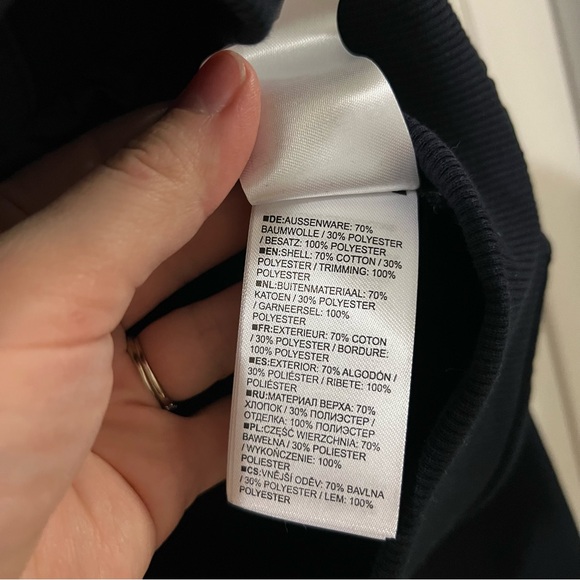 ■DE:AUSSENWARE: 70%
BAUMWOLLE / 30% POLYESTER
/ BESATZ: 100% POLYESTER
■EN:SHELL: 70% COTTON / 30%
POLYESTER / TRIMMING: 100%
POLYESTER
■NL:BUITENMATERIAAL: 70%
KATOEN / 30% POLYESTER
/ GARNEERSEL: 100%
POLYESTER
■FR:EXTERIEUR: 70% COTON
/ 30% POLYESTER / BORDURE:
100% POLYESTER
■ES:EXTERIOR: 70% ALGODÓN /
30% POLIÉSTER / RIBETE: 100%
POLIÉSTER
■RU:МАТЕРИАЛ ВЕРХА: 70%
ХЛОПОК / 30% ПОЛИЭСТЕР /
ОТДЕЛКА: 100% ПОЛИЭСТЕР
■PL:CZĘŚĆ WIERZCHNIA: 70%
BAWEŁNA / 30% POLIESTER
/ WYKOŃCZENIE: 100%
POLIESTER
■CS:VNĚJŠÍ ODĚV: 70% BAVLNA
/ 30% POLYESTER / LEM: 100%
POLYESTER